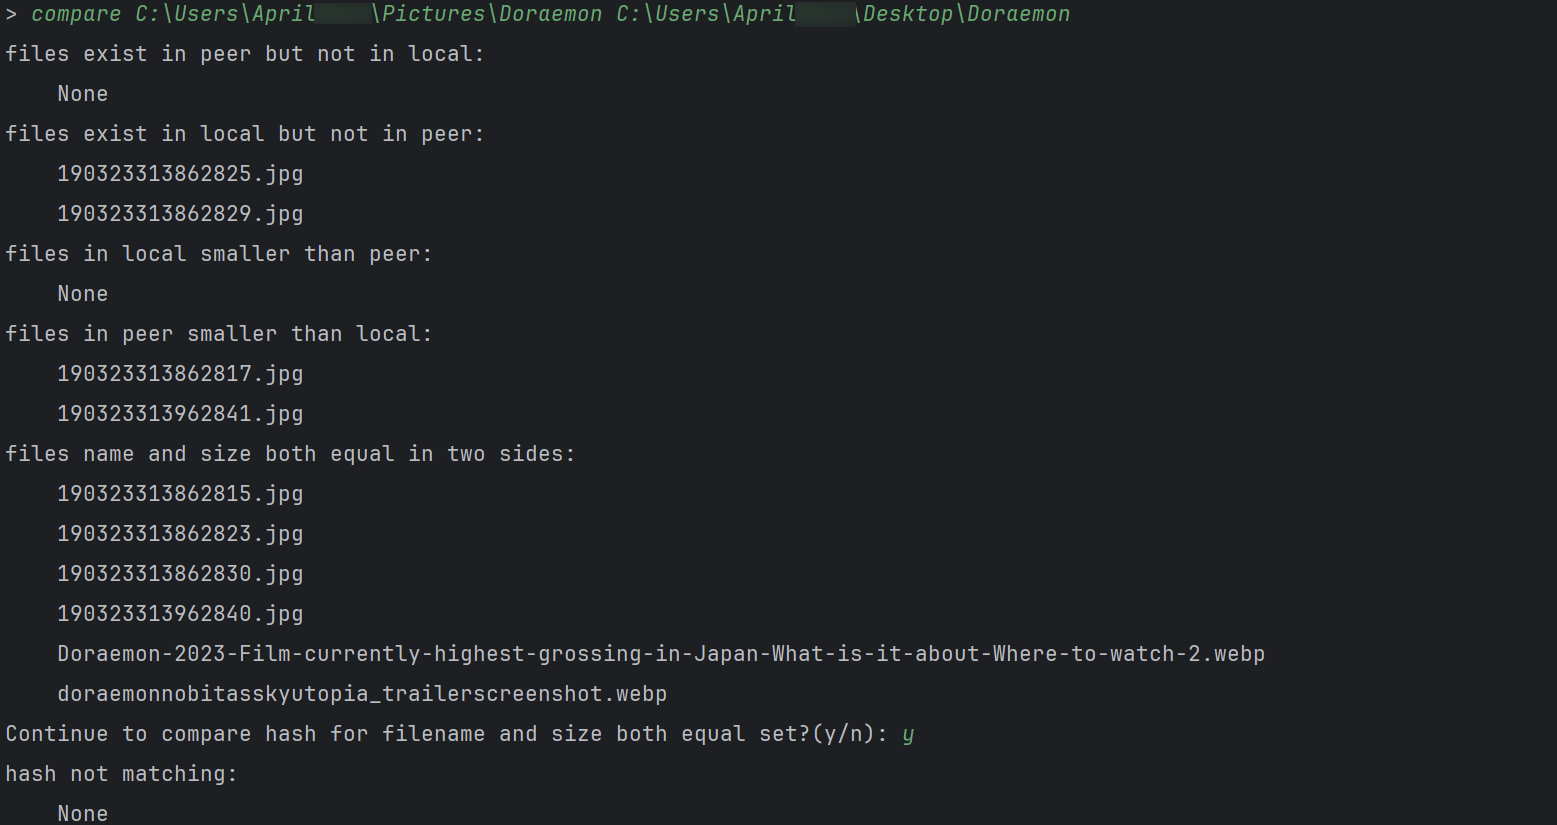 > compare C:\Users\April \Pictures\Doraemon C:\Users\April \Desktop\Doraemon
files exist in peer but not in local:
    None
files exist in local but not in peer:
    190323313862825.jpg
    190323313862829.jpg
files in local smaller than peer:
    None
files in peer smaller than local:
    190323313862817.jpg
    190323313962841.jpg
files name and size both equal in two sides:
    190323313862815.jpg
    190323313862823.jpg
    190323313862830.jpg
    190323313962840.jpg
    Doraemon-2023-Film-currently-highest-grossing-in-Japan-What-is-it-about-Where-to-watch-2.webp
    doraemonnobitasskyutopia_trailerscreenshot.webp
Continue to compare hash for filename and size both equal set?(y/n): y
hash not matching:
    None